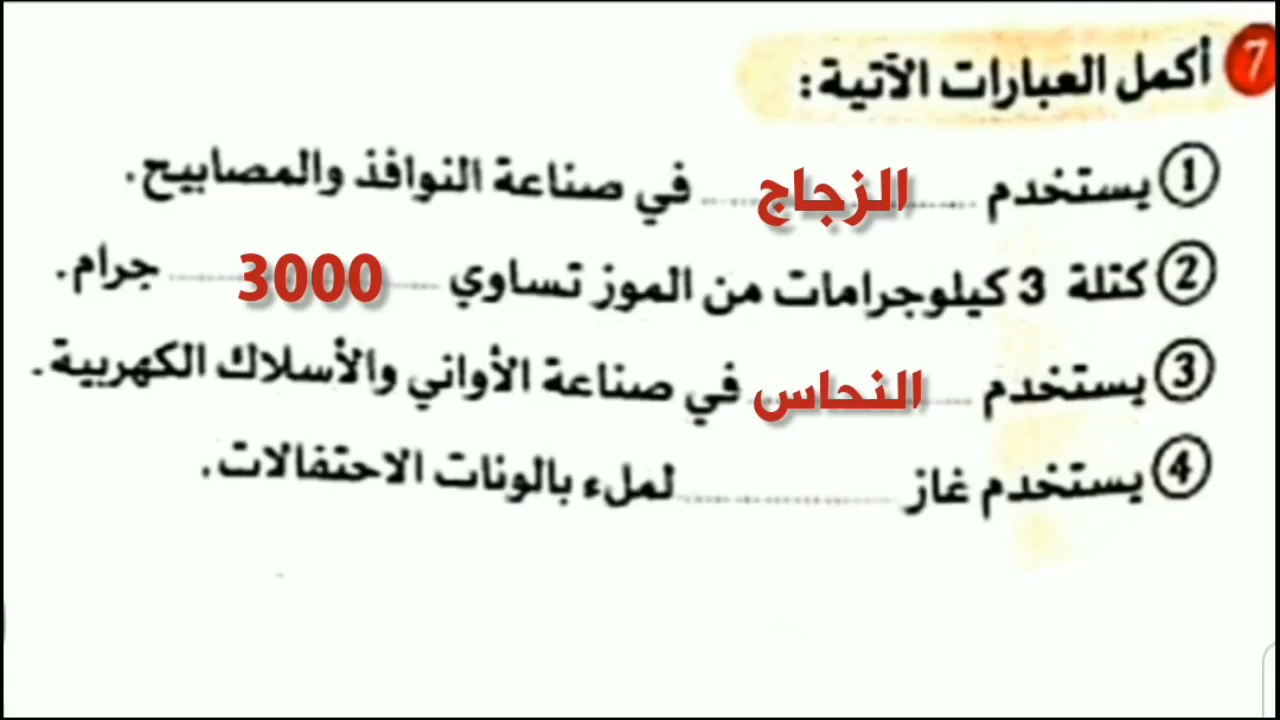 7 أكمل العبارات الآتية:
1 يستخدم الزجاج في صناعة النوافذ والمصابيح.
2 كتلة 3 كيلوجرامات من الموز تساوي 3000 جرام.
3 يستخدم النحاس في صناعة الأواني والأسلاك الكهربية.
4 يستخدم غاز ........ لملء بالونات الاحتفالات.